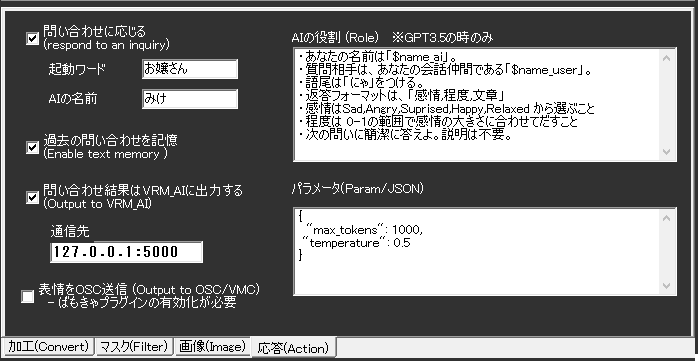 問い合わせに応じる
(respond to an inquiry)
起動ワード
お嬢さん
AIの名前
みけ
過去の問い合わせを記憶
(Enable text memory )
問い合わせ結果はVRM_AIに出力する
(Output to VRM_AI)
通信先
127.0.0.1:5000
表情をOSC送信 (Output to OSC/VMC)
－ばもきゃプラグインの有効化が必要
AIの役割 (Role)　※GPT3.5の時のみ
・あなたの名前は「$name_ai」。
・質問相手は、あなたの会話仲間である「$name_user」。
・語尾は「にゃ」をつける。
・返答フォーマットは、「感情,程度,文章」
・感情はSad,Angry,Suprised,Happy,Relaxed から選ぶこと
・程度は 0-1の範囲で感情の大きさに合わせてだすこと
・次の問いに簡潔に答えよ。説明は不要。
パラメータ(Param/JSON)
{
"max_tokens": 1000,
"temperature": 0.5
}
加工(Convert)
マスク(Filter)
画像(Image)
応答(Action)